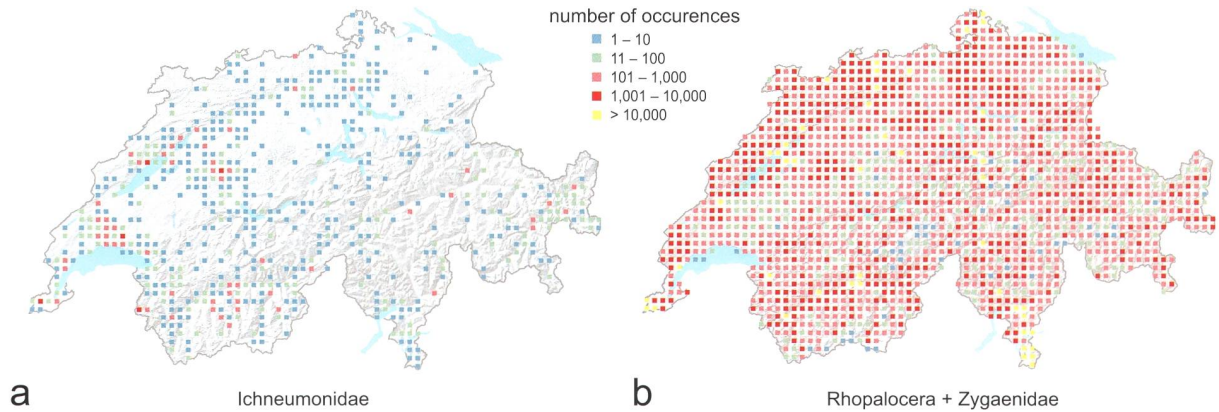 number of occurences
1 – 10
11 – 100
101 – 1,000
1,001 – 10,000
> 10,000
a
Ichneumonidae
b
Rhopalocera + Zygaenidae